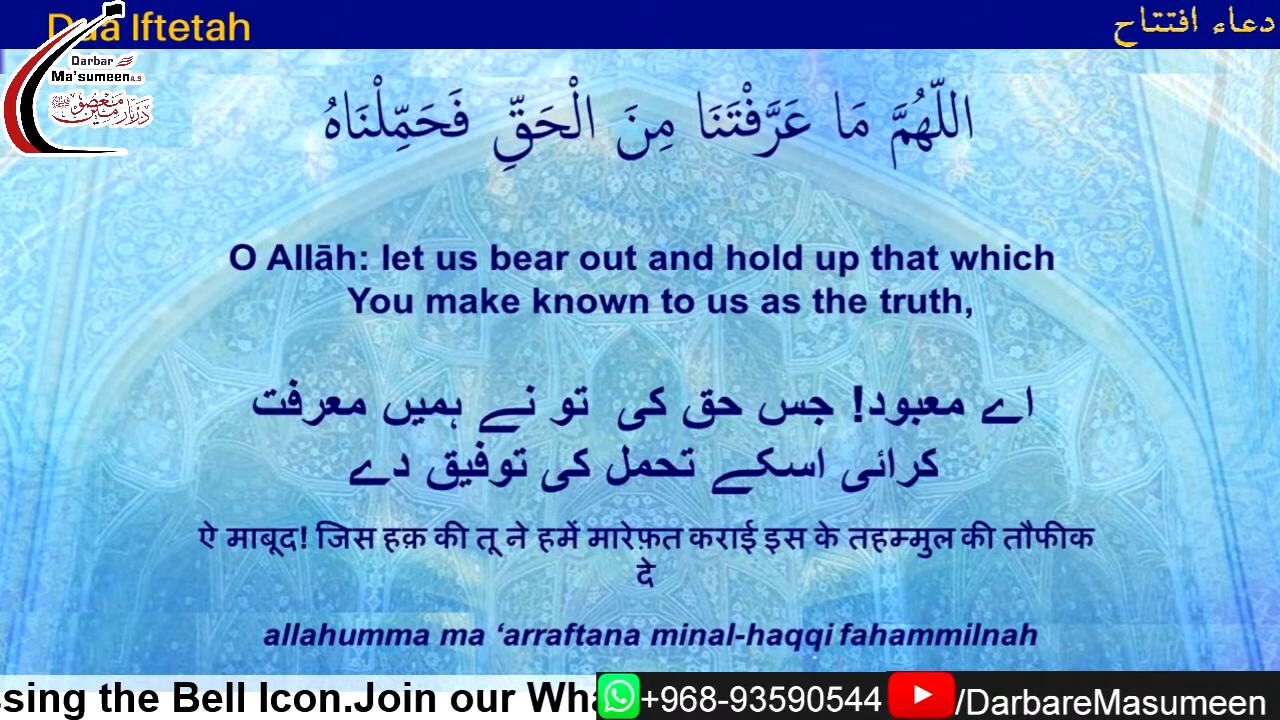 Dua Iftetah
دعاء افتتاح
Darbar
Ma'sumeen A.S
دربار معصومین
اللّهُمَّ مَا عَرَّفْتَنَا مِنَ الْحَقِّ فَحَمِّلْنَاهُ
O Allāh: let us bear out and hold up that which
You make known to us as the truth,
اے معبود! جس حق کی تو نے ہمیں معرفت
کرائی اسکے تحمل کی توفیق دے
ऐ माबूद! जिस हक़ की तू ने हमें मारेफ़त कराई इस के तहम्मुल की तौफीक
दे
allahumma ma ‘arraftana minal-haqqi fahammilnah
ssing the Bell Icon.Join our Wha
+968-93590544
/DarbareMasumeen